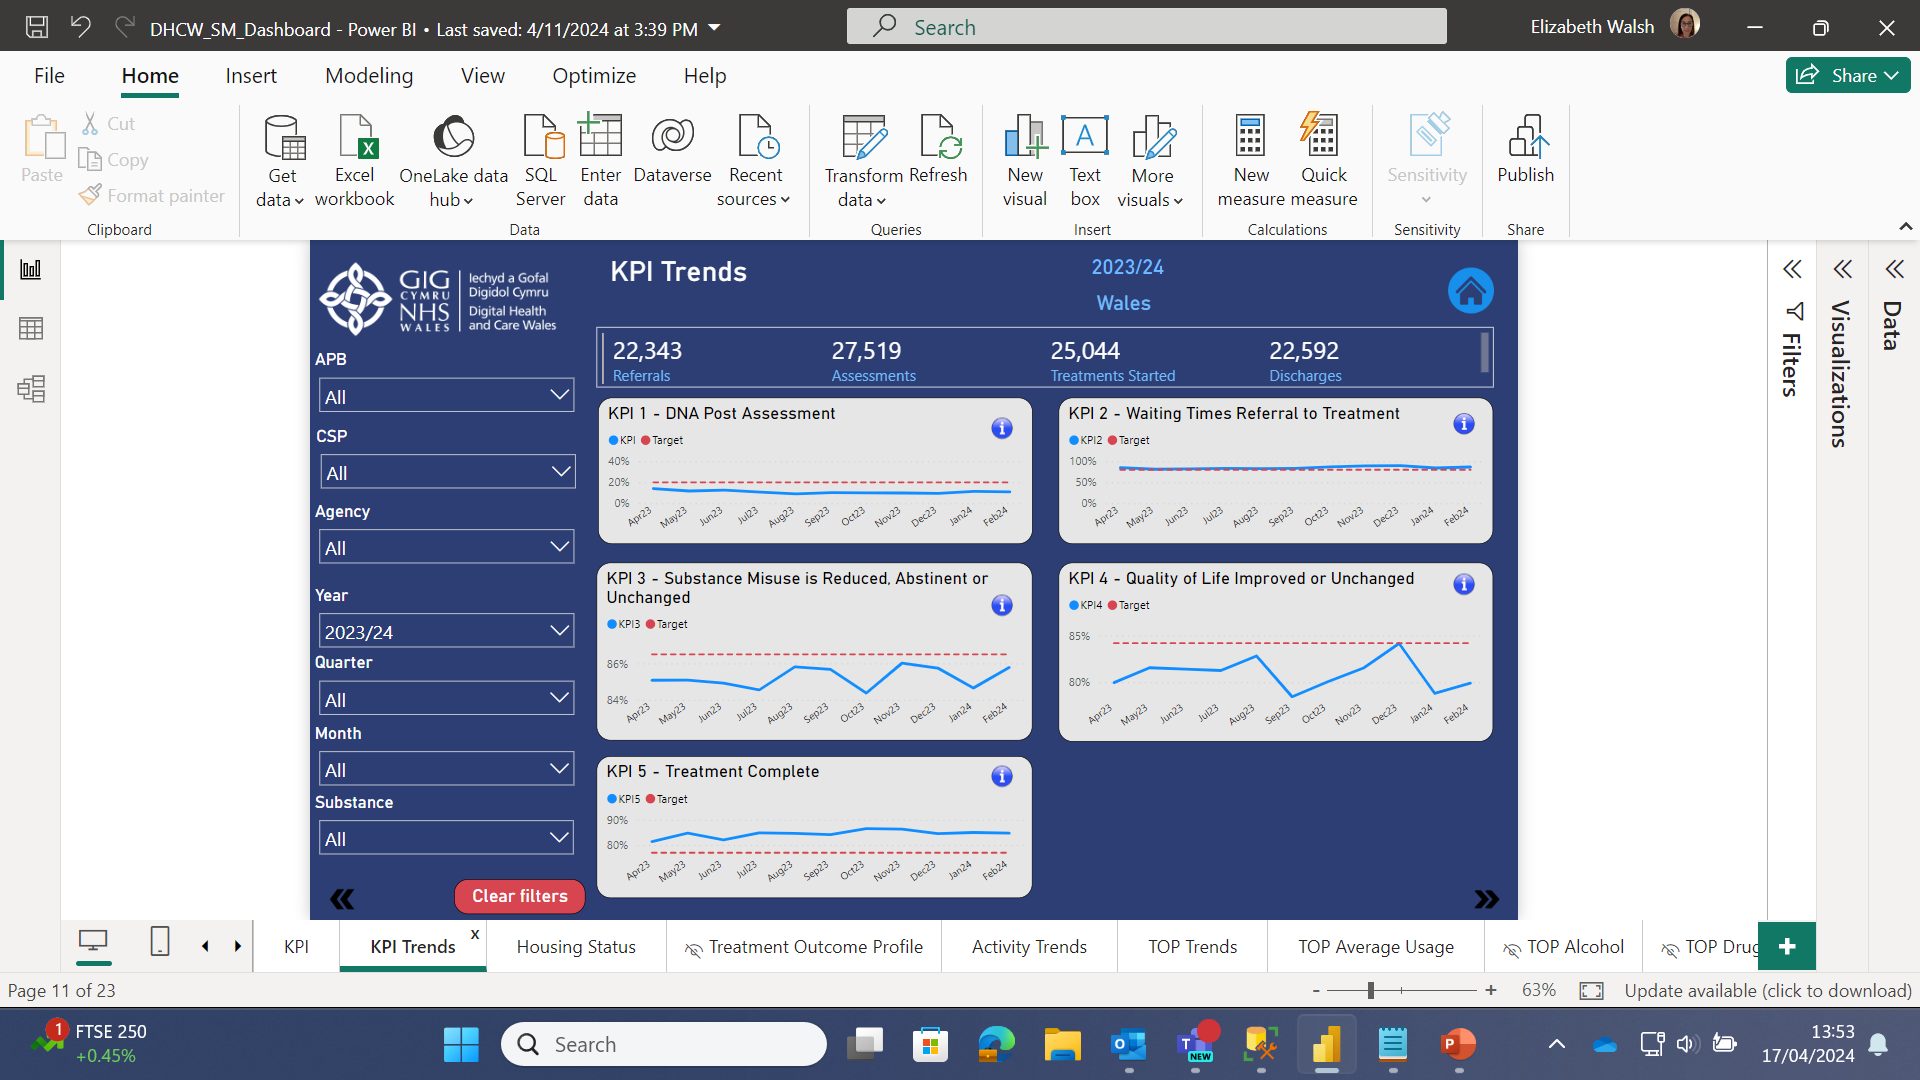 DHCW_SM_Dashboard - Power BI • Last saved: 4/11/2024 at 3:39 PM
Search
Elizabeth Walsh
File Home Insert Modeling View Optimize Help
Share
Paste
Cut
Copy
Format painter
Clipboard
Get data
Excel workbook
OneLake data hub
SQL Server
Enter data
Dataverse
Recent sources
Data
Transform data
Refresh
Queries
New visual
Text box
More visuals
Insert
New measure
Quick measure
Calculations
Sensitivity
Sensitivity
Publish
Share
GIG
CYMRU
NHS
WALES
Iechyd a Gofal
Digidol Cymru
Digital Health
and Care Wales
KPI Trends
2023/24
Wales
22,343
Referrals
27,519
Assessments
25,044
Treatments Started
22,592
Discharges
APB
All
CSP
All
Agency
All
Year
2023/24
Quarter
All
Month
All
Substance
All
Clear filters
KPI 1 - DNA Post Assessment
KPI Target
40%
20%
0%
Apr23 May23 Jun23 Jul23 Aug23 Sep23 Oct23 Nov23 Dec23 Jan24 Feb24
KPI 2 - Waiting Times Referral to Treatment
KPI2 Target
100%
50%
0%
Apr23 May23 Jun23 Jul23 Aug23 Sep23 Oct23 Nov23 Dec23 Jan24 Feb24
KPI 3 - Substance Misuse is Reduced, Abstinent or
Unchanged
KPI3 Target
86%
84%
Apr23 May23 Jun23 Jul23 Aug23 Sep23 Oct23 Nov23 Dec23 Jan24 Feb24
KPI 4 - Quality of Life Improved or Unchanged
KPI4 Target
85%
80%
Apr23 May23 Jun23 Jul23 Aug23 Sep23 Oct23 Nov23 Dec23 Jan24 Feb24
KPI 5 - Treatment Complete
KPI5 Target
90%
80%
Apr23 May23 Jun23 Jul23 Aug23 Sep23 Oct23 Nov23 Dec23 Jan24 Feb24
Filters
Visualizations
Data
KPI
KPI Trends
x
Housing Status
Treatment Outcome Profile
Activity Trends
TOP Trends
TOP Average Usage
TOP Alcohol
TOP Drug
+
Page 11 of 23
- + 63%
Update available (click to download)
1
FTSE 250
+0.45%
Search
NEW
13:53
17/04/2024